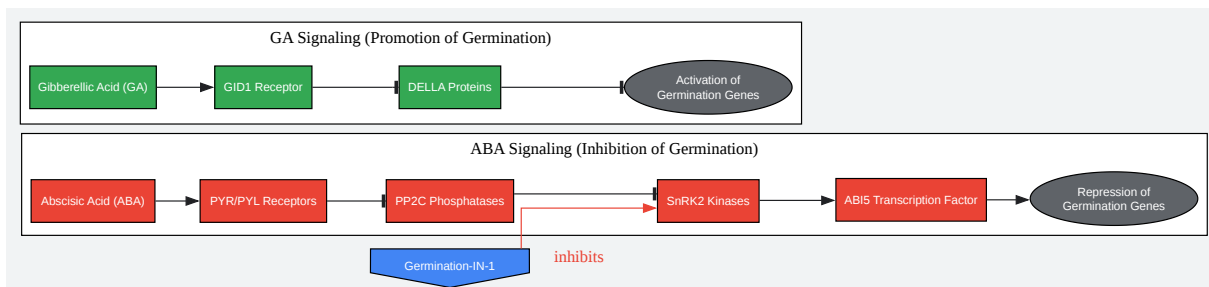 GA Signaling (Promotion of Germination)
Gibberellic Acid (GA)
GID1 Receptor
DELLA Proteins
Activation of
Germination Genes
ABA Signaling (Inhibition of Germination)
Abscisic Acid (ABA)
PYR/PYL Receptors
PP2C Phosphatases
SnRK2 Kinases
ABI5 Transcription Factor
Repression of
Germination Genes
Germination-IN-1
inhibits